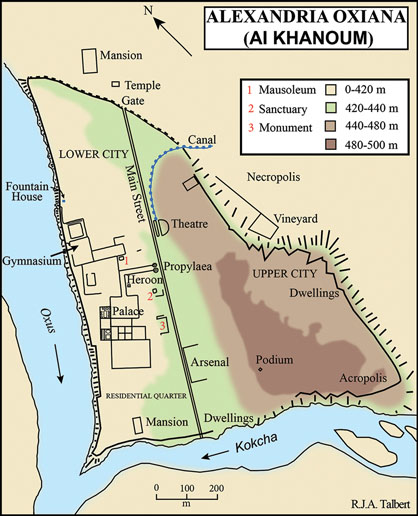 ALEXANDRIA OXIANA
(AI KHANOUM)
N
1 Mausoleum
2 Sanctuary
3 Monument
0-420 m
420-440 m
440-480 m
480-500 m
Mansion
Temple
Gate
Canal
LOWER CITY
Main Street
Necropolis
Fountain
House
Vineyard
Theatre
Gymnasium
1
Propylaea
UPPER CITY
Heroon
2
Dwellings
Palace
3
Oxus
Arsenal
Podium
Acropolis
RESIDENTIAL QUARTER
Mansion
Dwellings
Kokcha
0 100 200
m
R.J.A. Talbert